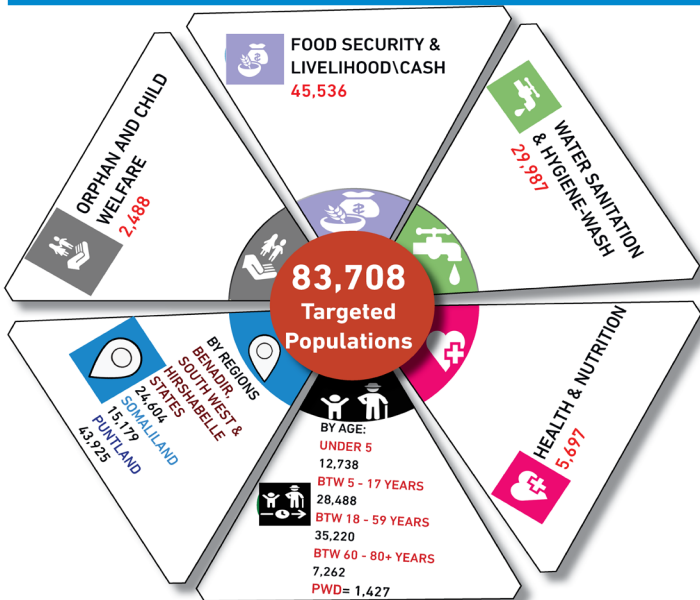 FOOD SECURITY &
LIVELIHOOD\CASH
45,536
WATER SANITATION
& HYGIENE-WASH
29,987
ORPHAN AND CHILD
WELFARE
2,488
83,708
Targeted
Populations
HEALTH & NUTRITION
5,697
BY REGIONS
BENADIR,
SOUTH WEST &
HIRSHABELLE
STATES
24,604
SOMALILAND
15,179
PUNTLAND
43,925
BY AGE:
UNDER 5
12,738
BTW 5 - 17 YEARS
28,488
BTW 18 - 59 YEARS
35,220
BTW 60 - 80+ YEARS
7,262
PWD= 1,427